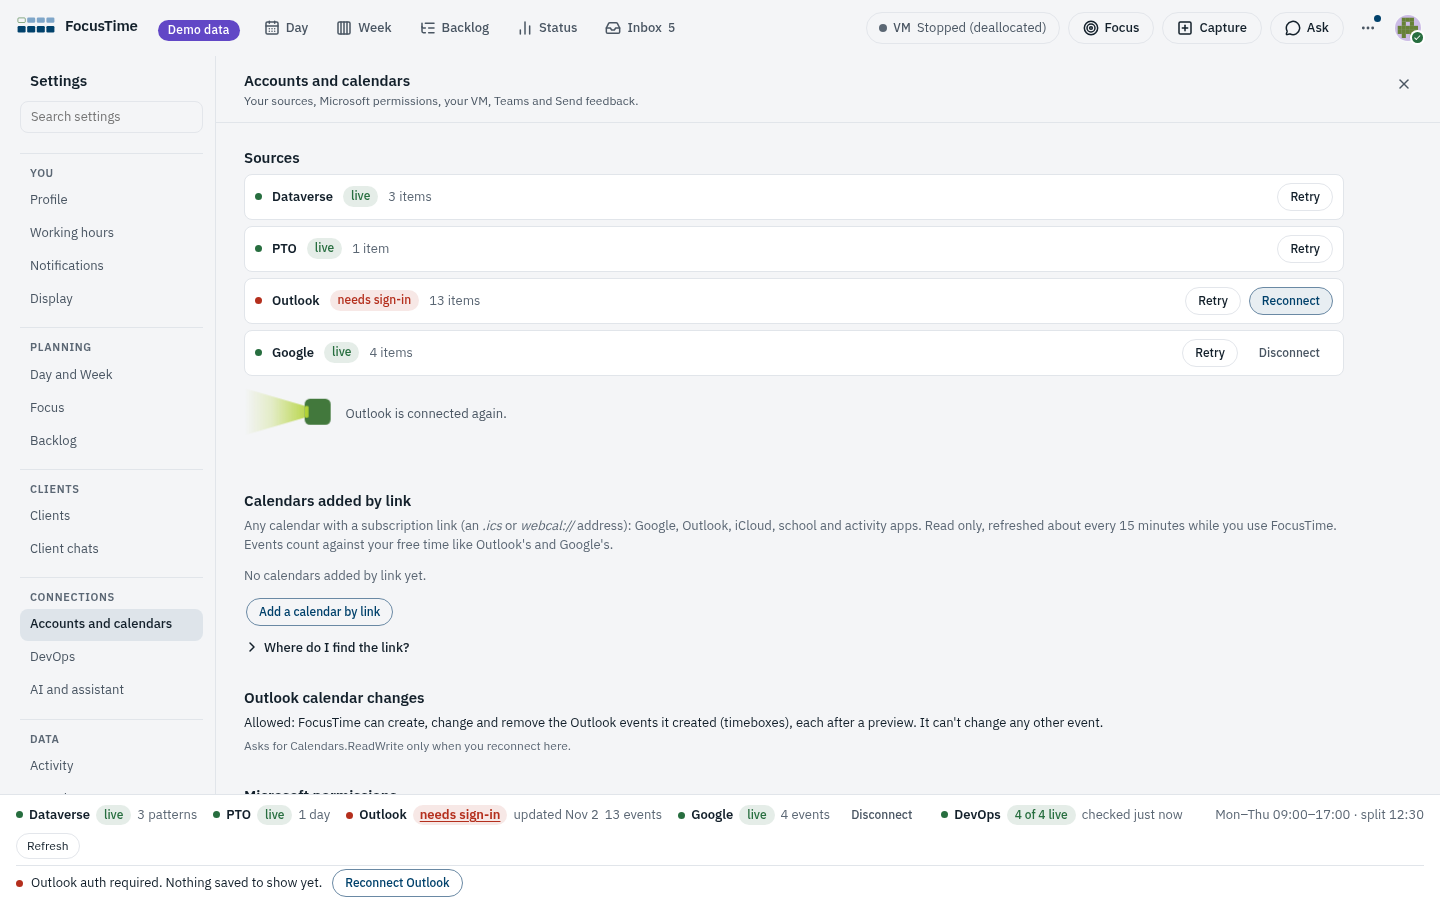 FocusTime
Demo data
Day
Week
Backlog
Status
Inbox 5
VM Stopped (deallocated)
Focus
Capture
Ask
Settings
Search settings
YOU
Profile
Working hours
Notifications
Display
PLANNING
Day and Week
Focus
Backlog
CLIENTS
Clients
Client chats
CONNECTIONS
Accounts and calendars
DevOps
AI and assistant
DATA
Activity
Accounts and calendars
Your sources, Microsoft permissions, your VM, Teams and Send feedback.
Sources
Dataverse live 3 items Retry
PTO live 1 item Retry
Outlook needs sign-in 13 items Retry Reconnect
Google live 4 items Retry Disconnect
Outlook is connected again.
Calendars added by link
Any calendar with a subscription link (an .ics or webcal:// address): Google, Outlook, iCloud, school and activity apps. Read only, refreshed about every 15 minutes while you use FocusTime.
Events count against your free time like Outlook's and Google's.
No calendars added by link yet.
Add a calendar by link
Where do I find the link?
Outlook calendar changes
Allowed: FocusTime can create, change and remove the Outlook events it created (timeboxes), each after a preview. It can't change any other event.
Asks for Calendars.ReadWrite only when you reconnect here.
Microsoft permissions
Dataverse live 3 patterns PTO live 1 day Outlook needs sign-in updated Nov 2 13 events Google live 4 events Disconnect DevOps 4 of 4 live checked just now Mon–Thu 09:00–17:00 · split 12:30
Refresh
Outlook auth required. Nothing saved to show yet. Reconnect Outlook